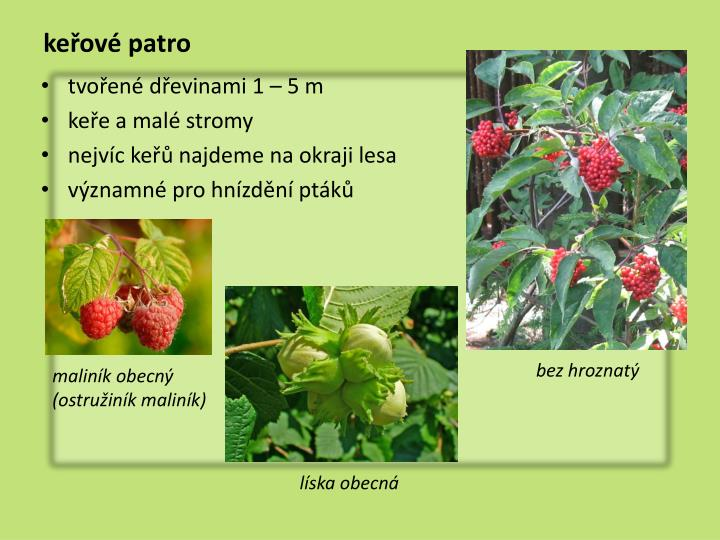 keřové patro
• tvořené dřevinami 1 – 5 m
• keře a malé stromy
• nejvíc keřů najdeme na okraji lesa
• významné pro hnízdění ptáků
maliník obecný
(ostružiník maliník)
líska obecná
bez hroznatý